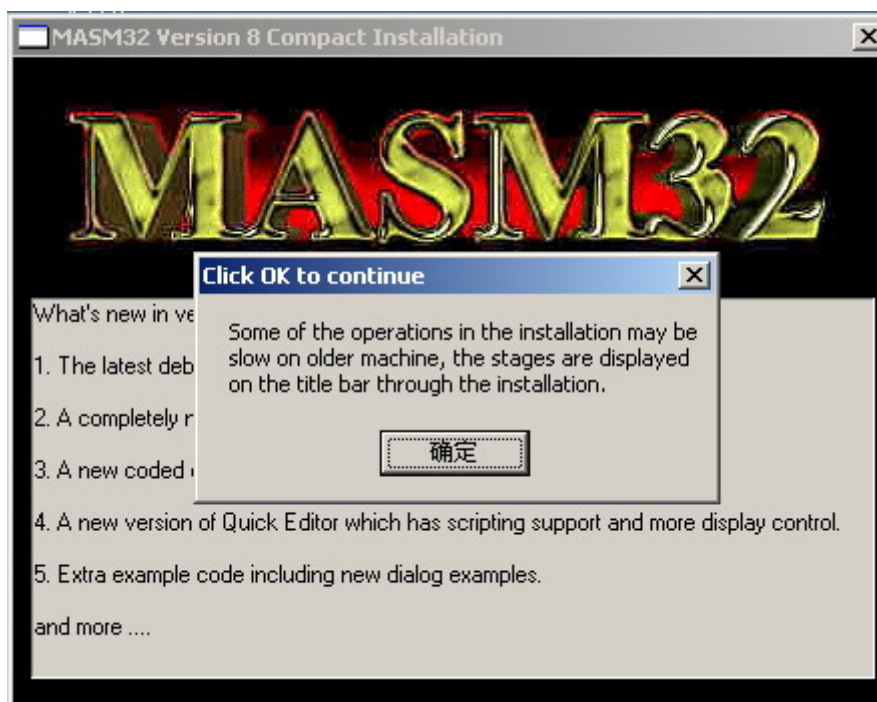 MASM32 Version 8 Compact Installation
MASM32
Click OK to continue
Some of the operations in the installation may be
slow on older machine, the stages are displayed
on the title bar through the installation.
确定
What's new in
1. The latest
2. A completely
3. A new coded
4. A new version of Quick Editor which has scripting support and more display control.
5. Extra example code including new dialog examples.
and more ....